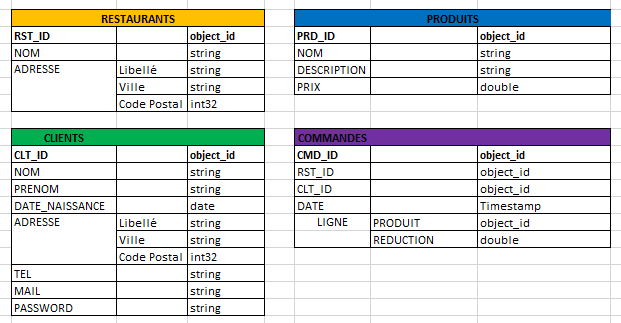 RESTAURANTS
RST_ID object_id
NOM string
ADRESSE Libellé string
Ville string
Code Postal int32
PRODUITS
PRD_ID object_id
NOM string
DESCRIPTION string
PRIX double
CLIENTS
CLT_ID object_id
NOM string
PRENOM string
DATE_NAISSANCE date
ADRESSE Libellé string
Ville string
Code Postal int32
TEL string
MAIL string
PASSWORD string
COMMANDES
CMD_ID object_id
RST_ID object_id
CLT_ID object_id
DATE Timestamp
LIGNE PRODUIT object_id
REDUCTION double